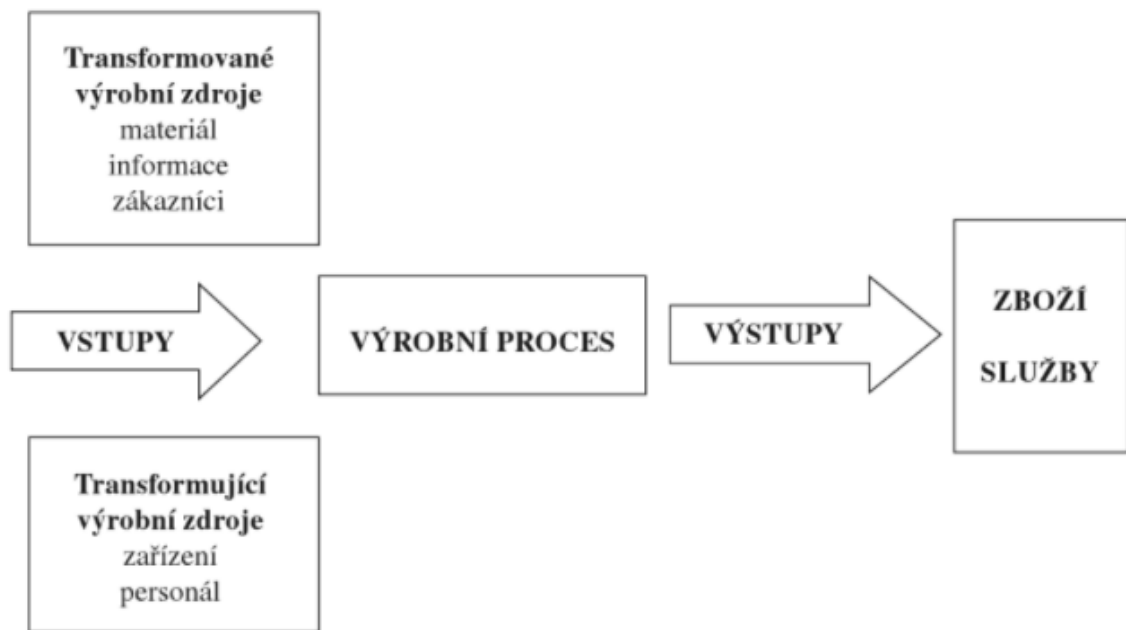 Transformované
výrobní zdroje
materiál
informace
zákazníci
VSTUPY
VÝROBNÍ PROCES
VÝSTUPY
ZBOŽÍ
SLUŽBY
Transformující
výrobní zdroje
zařízení
personál